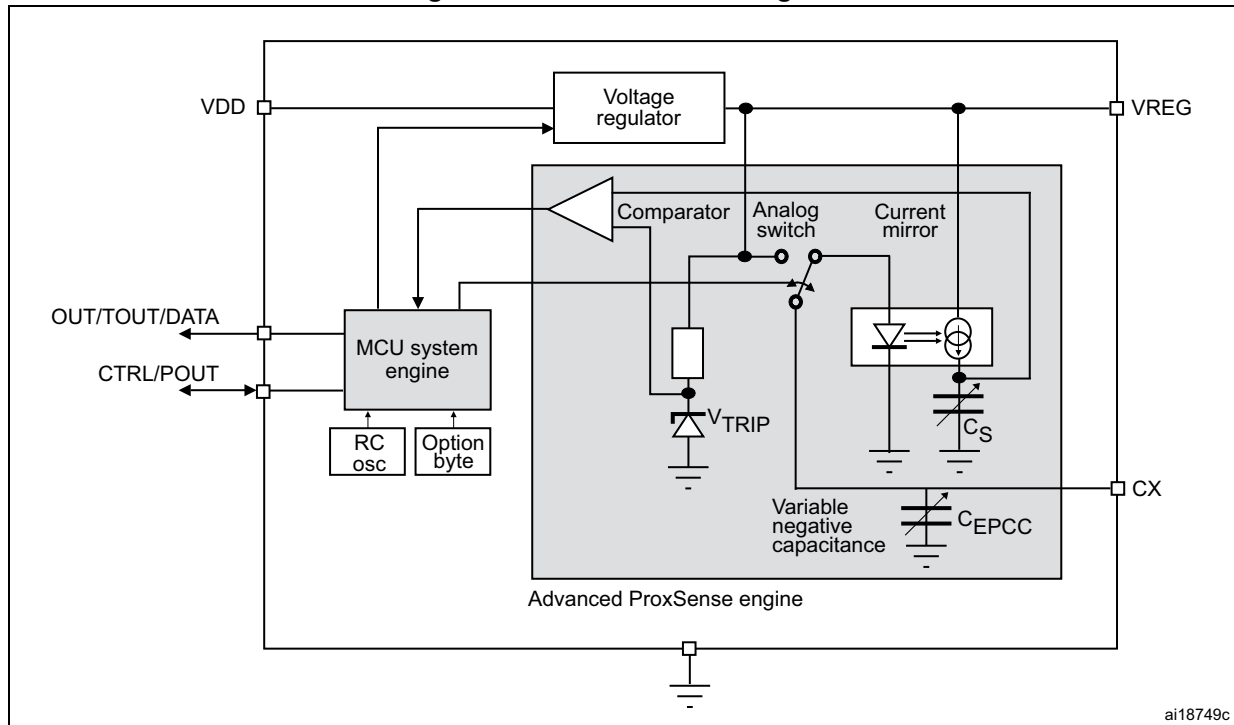 VDD
Voltage
regulator
VREG
Comparator
Analog
switch
Current
mirror
OUT/TOUT/DATA
MCU system
engine
CTRL/POUT
RC
osc
Option
byte
VTRIP
CS
CX
Variable
negative
capacitance
CEPCC
Advanced ProxSense engine
ai18749c